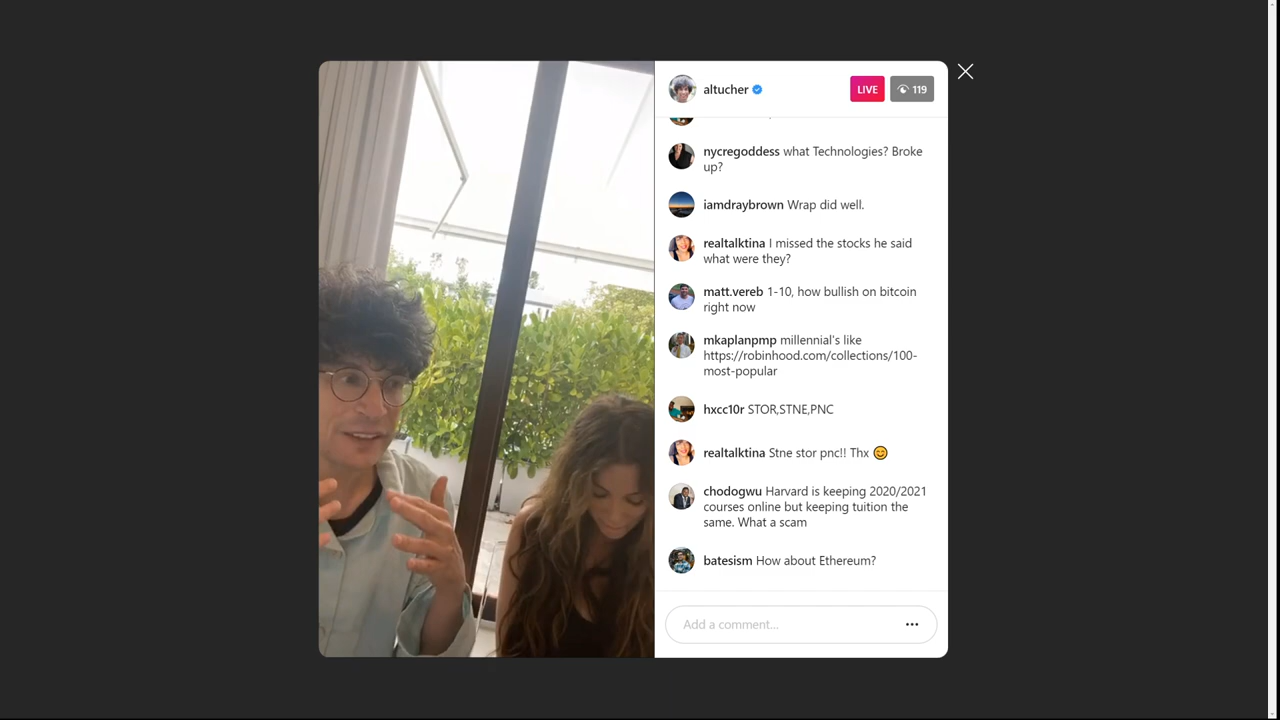 altucher
LIVE
119
nycregoddess what Technologies? Broke
up?
iamdraybrown Wrap did well.
realtalktina I missed the stocks he said
what were they?
matt.vereb 1-10, how bullish on bitcoin
right now
mkaplanpmp millennial's like
https://robinhood.com/collections/100-
most-popular
hxcc10r STOR,STNE,PNC
realtalktina Stne stor pnc!! Thx 😊
chodogwu Harvard is keeping 2020/2021
courses online but keeping tuition the
same. What a scam
batesism How about Ethereum?
Add a comment...